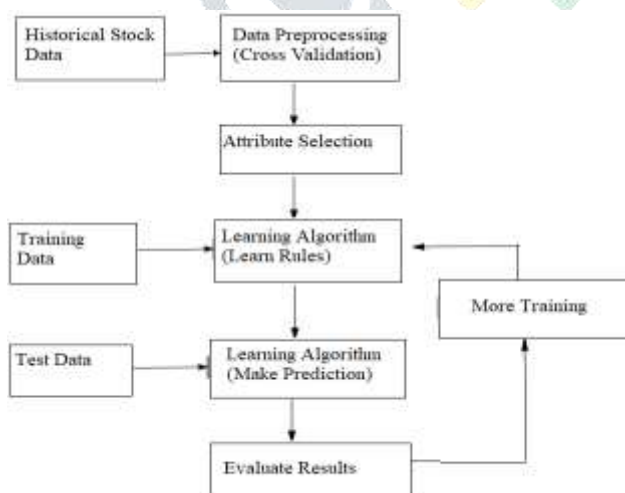 Historical Stock
Data
Data Preprocessing
(Cross Validation)
Attribute Selection
Training
Data
Learning Algorithm
(Learn Rules)
More Training
Test Data
Learning Algorithm
(Make Prediction)
Evaluate Results